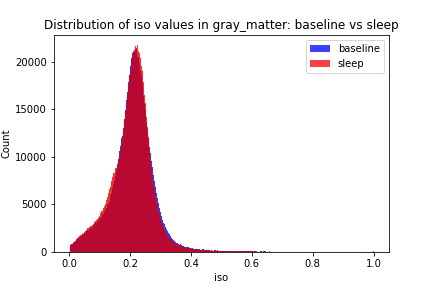 Distribution of iso values in gray_matter: baseline vs sleep
baseline
sleep
Count
20000
15000
10000
5000
0
0.0 0.2 0.4 0.6 0.8 1.0
iso